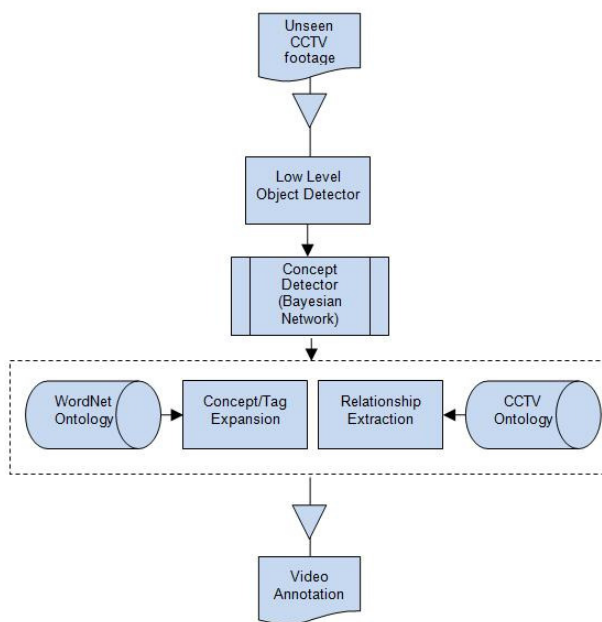 Unseen
CCTV
footage
Low Level
Object Detector
Concept
Detector
(Bayesian
Network)
WordNet
Ontology
Concept/Tag
Expansion
Relationship
Extraction
CCTV
Ontology
Video
Annotation